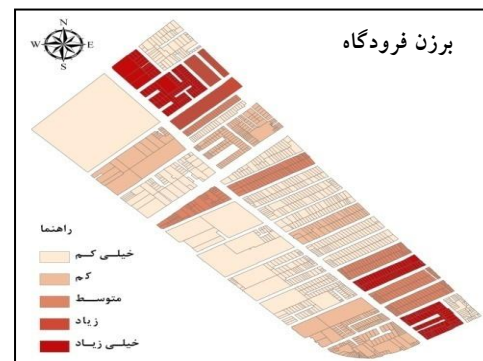 برزن فرودگاه
N
W E
S
راهنما
خیلی کم
کم
متوسط
زیاد
خیلی زیاد